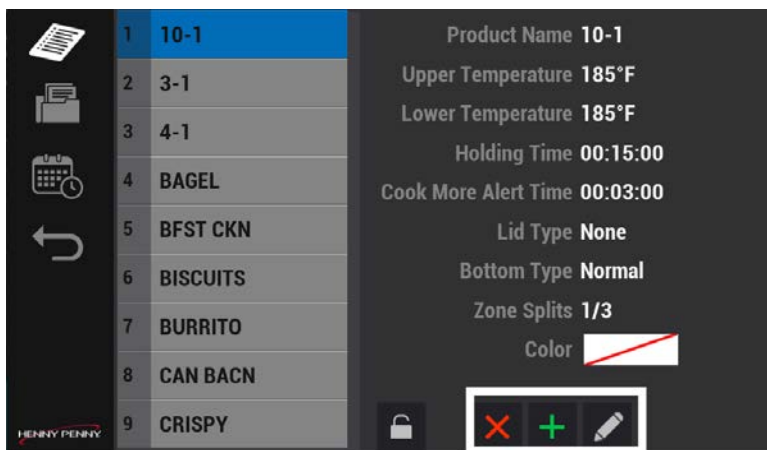 1 10-1
2 3-1
3 4-1
4 BAGEL
5 BFST CKN
6 BISCUITS
7 BURRITO
8 CAN BACN
9 CRISPY
Product Name 10-1
Upper Temperature 185°F
Lower Temperature 185°F
Holding Time 00:15:00
Cook More Alert Time 00:03:00
Lid Type None
Bottom Type Normal
Zone Splits 1/3
Color
HENNY PENNY